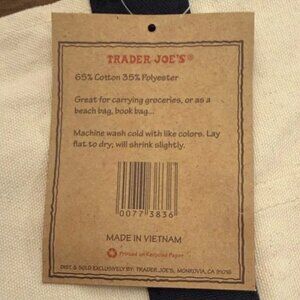 TRADER JOE'S®
65% Cotton 35% Polyester
Great for carrying groceries, or as a
beach bag, book bag...
Machine wash cold with like colors. Lay
flat to dry; will shrink slightly.
0077 3836
MADE IN VIETNAM
Printed on Recycled Paper
DIST. & SOLD EXCLUSIVELY BY: TRADER JOE'S, MONROVIA, CA 91016